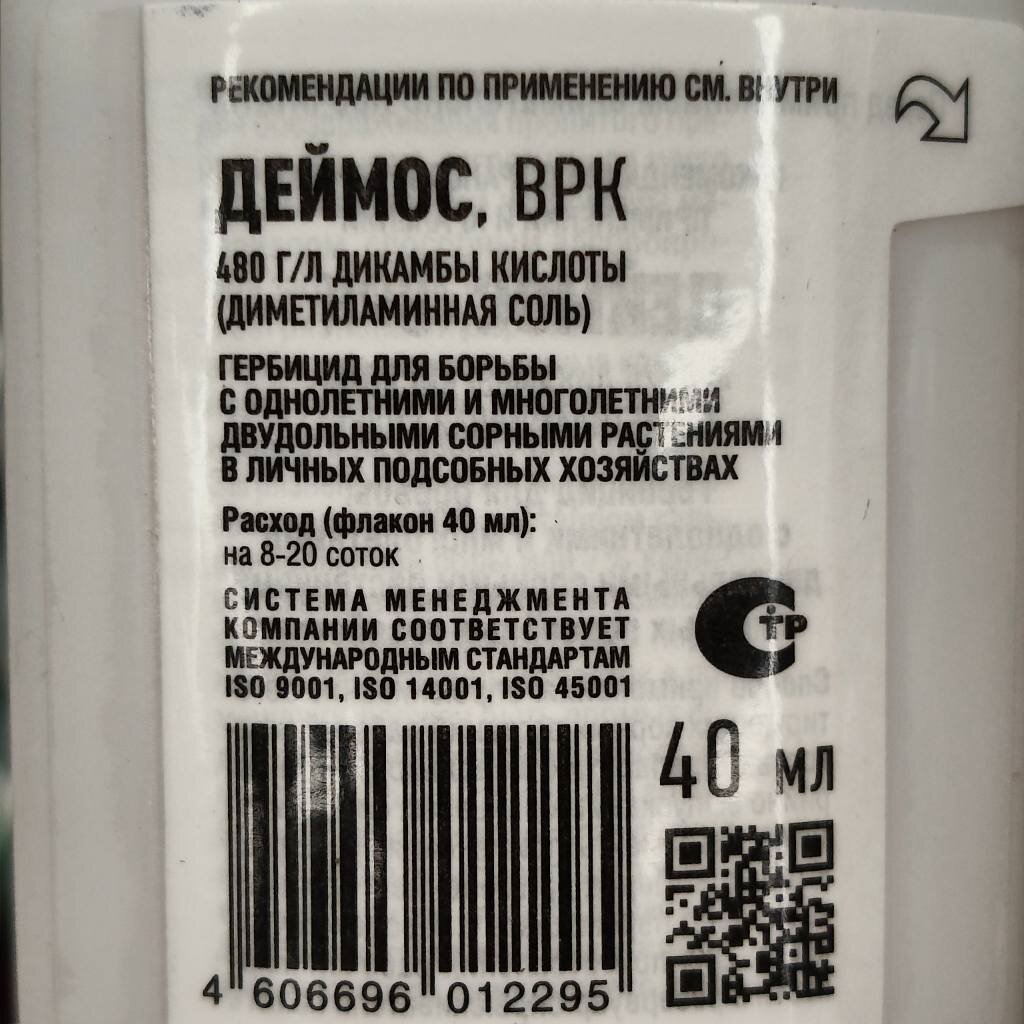 РЕКОМЕНДАЦИИ ПО ПРИМЕНЕНИЮ СМ. ВНУТРИ
ДЕЙМОС, ВРК
480 Г/Л ДИКАМБЫ КИСЛОТЫ
(ДИМЕТИЛАМИННАЯ СОЛЬ)
ГЕРБИЦИД ДЛЯ БОРЬБЫ
С ОДНОЛЕТНИМИ И МНОГОЛЕТНИМИ
ДВУДОЛЬНЫМИ СОРНЫМИ РАСТЕНИЯМИ
В ЛИЧНЫХ ПОДСОБНЫХ ХОЗЯЙСТВАХ
Расход (флакон 40 мл):
на 8-20 соток
СИСТЕМА МЕНЕДЖМЕНТА
КОМПАНИИ СООТВЕТСТВУЕТ
МЕЖДУНАРОДНЫМ СТАНДАРТАМ
ISO 9001, ISO 14001, ISO 45001
СТР
40 мл
4 606696 012295